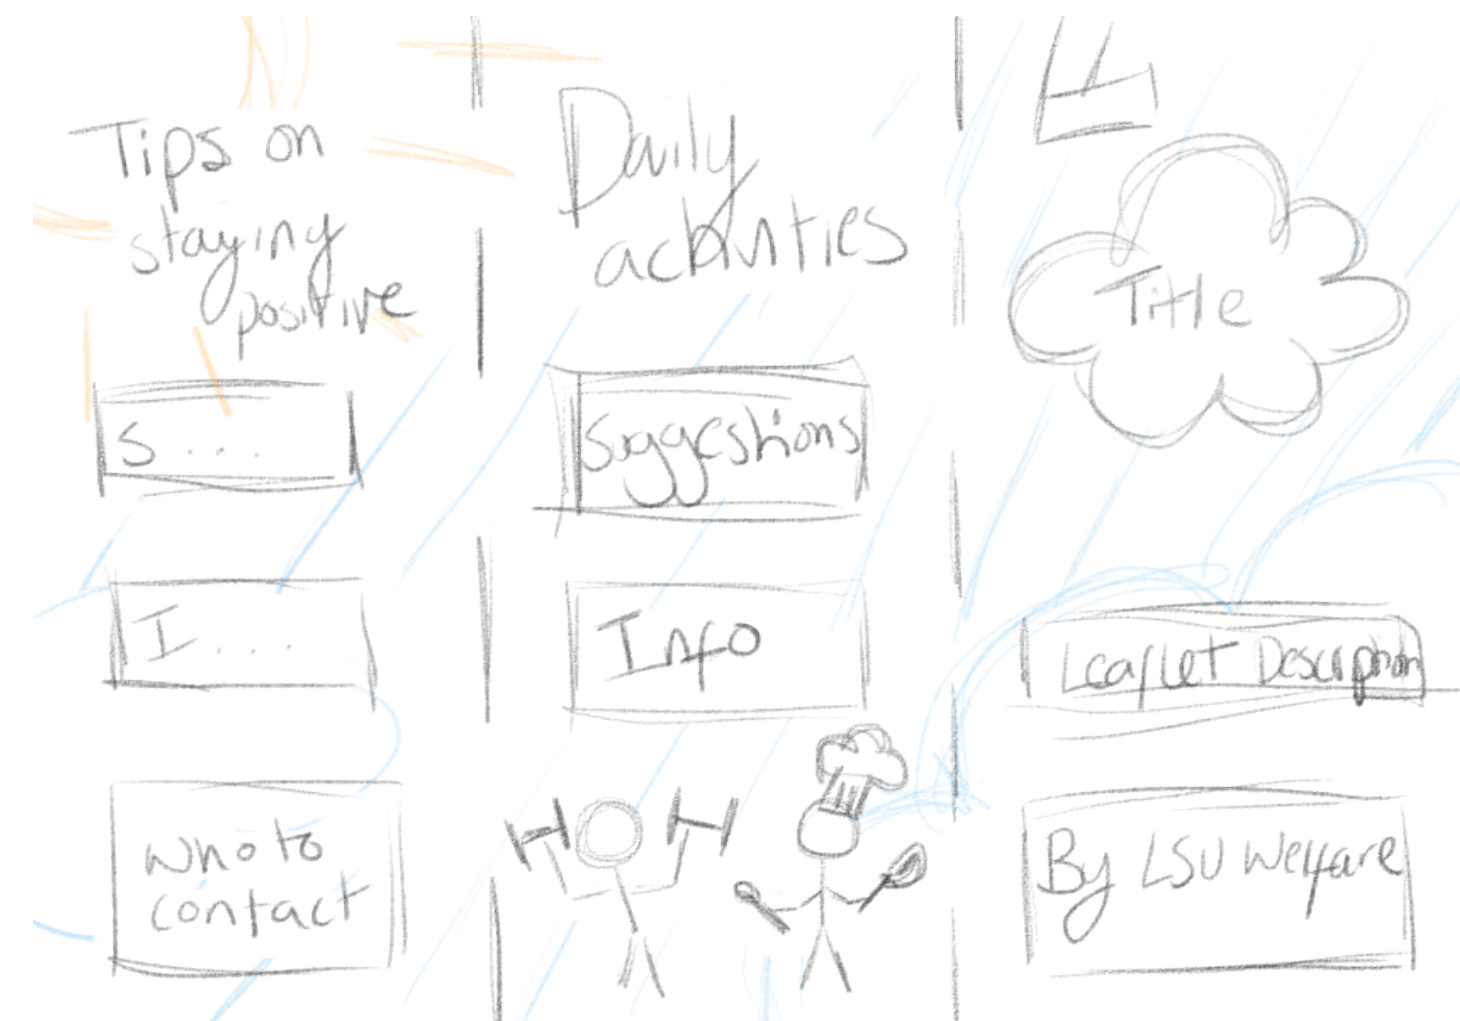 Tips on
staying
positive
S . . . .
I . . . .
Who to
contact
Daily
activities
Suggestions
Info
Title
Leaflet Description
By LSU Welfare